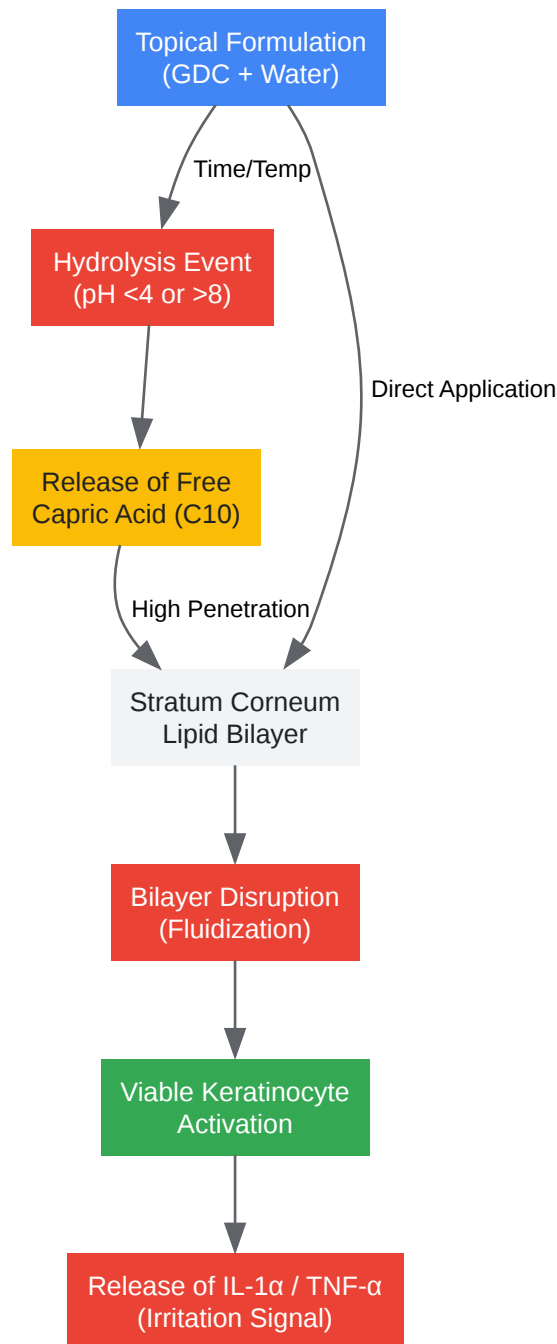 Topical Formulation
(GDC + Water)
Time/Temp
Hydrolysis Event
(pH <4 or >8)
Direct Application
Release of Free
Capric Acid (C10)
High Penetration
Stratum Corneum
Lipid Bilayer
Bilayer Disruption
(Fluidization)
Viable Keratinocyte
Activation
Release of IL-1α / TNF-α
(Irritation Signal)